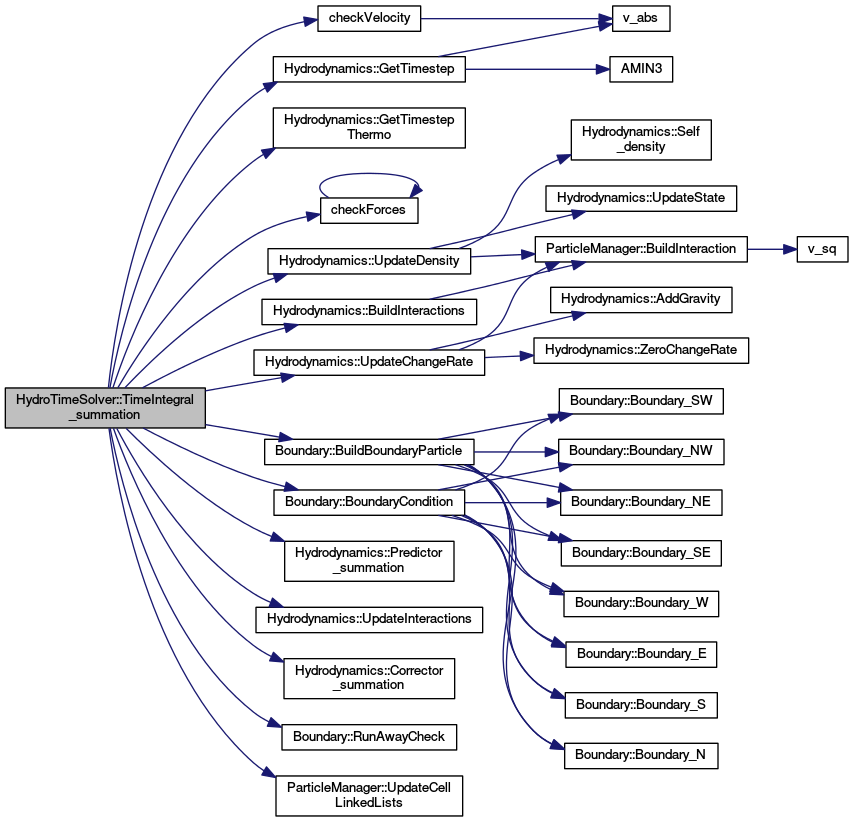 checkVelocity
v_abs
Hydrodynamics::GetTimestep
AMIN3
Hydrodynamics::GetTimestep
Thermo
Hydrodynamics::Self
_density
checkForces
Hydrodynamics::UpdateState
Hydrodynamics::UpdateDensity
ParticleManager::BuildInteraction
v_sq
Hydrodynamics::BuildInteractions
Hydrodynamics::AddGravity
Hydrodynamics::UpdateChangeRate
Hydrodynamics::ZeroChangeRate
HydroTimeSolver::TimeIntegral
_summation
Boundary::Boundary_SW
Boundary::BuildBoundaryParticle
Boundary::Boundary_NW
Boundary::BoundaryCondition
Boundary::Boundary_NE
Hydrodynamics::Predictor
_summation
Boundary::Boundary_SE
Boundary::Boundary_W
Hydrodynamics::UpdateInteractions
Boundary::Boundary_E
Hydrodynamics::Corrector
_summation
Boundary::Boundary_S
Boundary::RunAwayCheck
Boundary::Boundary_N
ParticleManager::UpdateCell
LinkedLists